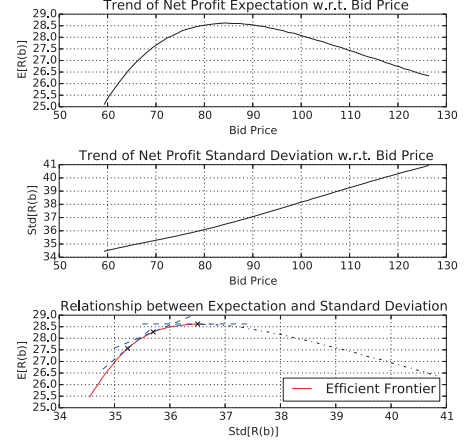 Trend of Net Profit Expectation w.r.t. Bid Price
E[R(b)]
29.0
28.5
28.0
27.5
27.0
26.5
26.0
25.5
25.0
50 60 70 80 90 100 110 120 130
Bid Price
Trend of Net Profit Standard Deviation w.r.t. Bid Price
Std[R(b)]
41
40
39
38
37
36
35
34
50 60 70 80 90 100 110 120 130
Bid Price
Relationship between Expectation and Standard Deviation
E[R(b)]
29.0
28.5
28.0
27.5
27.0
26.5
26.0
25.5
25.0
Efficient Frontier
34 35 36 37 38 39 40 41
Std[R(b)]